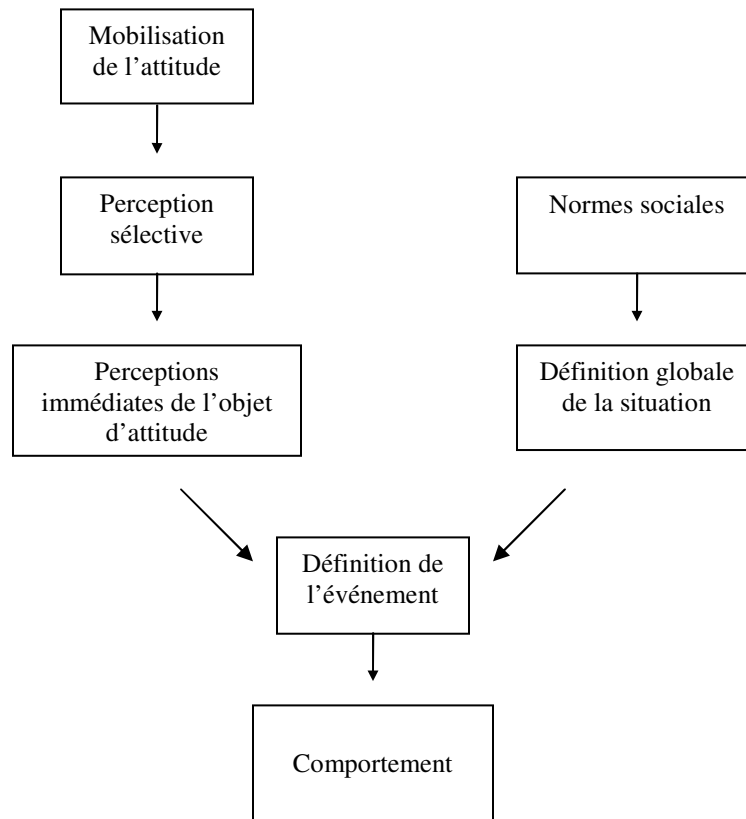 Mobilisation
de l’attitude
Perception
sélective
Normes sociales
Perceptions
immédiates de l’objet
d’attitude
Définition globale
de la situation
Définition de
l’événement
Comportement